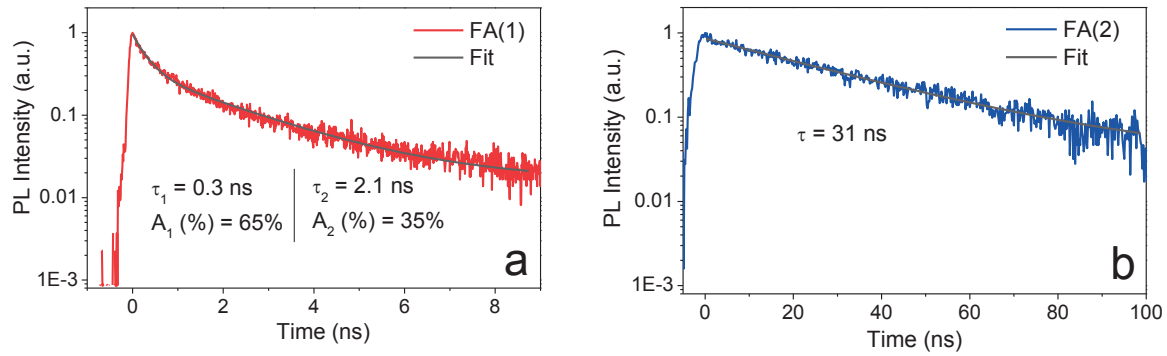 PL Intensity (a.u.)
1
0.1
0.01
1E-3
FA(1)
Fit
τ1 = 0.3 ns
A1 (%) = 65%
τ2 = 2.1 ns
A2 (%) = 35%
a
0 2 4 6 8
Time (ns)
PL Intensity (a.u.)
1
0.1
0.01
1E-3
FA(2)
Fit
τ = 31 ns
b
0 20 40 60 80 100
Time (ns)